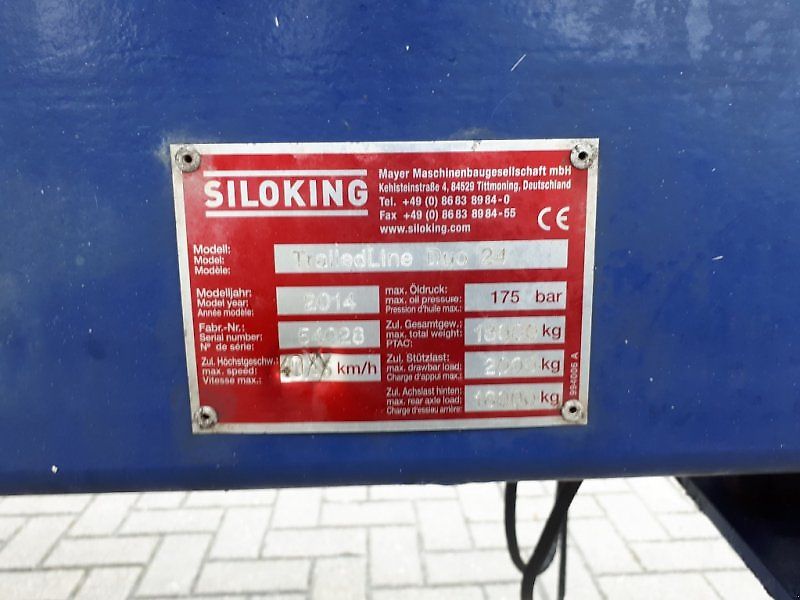 SILOKING
Mayer Maschinenbaugesellschaft mbH
Kehlsteinstraße 4, 84529 Tittmoning, Deutschland
Tel. +49 (0) 86 83 89 84-0
Fax +49 (0) 86 83 89 84-55
www.siloking.com
CE
Modell:
Model:
Modèle:
TrailedLine Duo 24
Modelljahr:
Model year:
Année modèle:
2014
max. Öldruck:
max. oil pressure:
Pression d'huile max.:
175 bar
Fabr.-Nr.:
Serial number:
N° de série:
Zul. Gesamtgew.:
max. total weight:
PTAC:
kg
Zul. Höchstgeschw.:
max. speed:
Vitesse max.:
km/h
Zul. Stützlast:
max. drawbar load:
Charge d'appui max.:
kg
Zul. Achslast hinten:
max. rear axle load:
Charge d'essieu arrière:
kg
994006 A